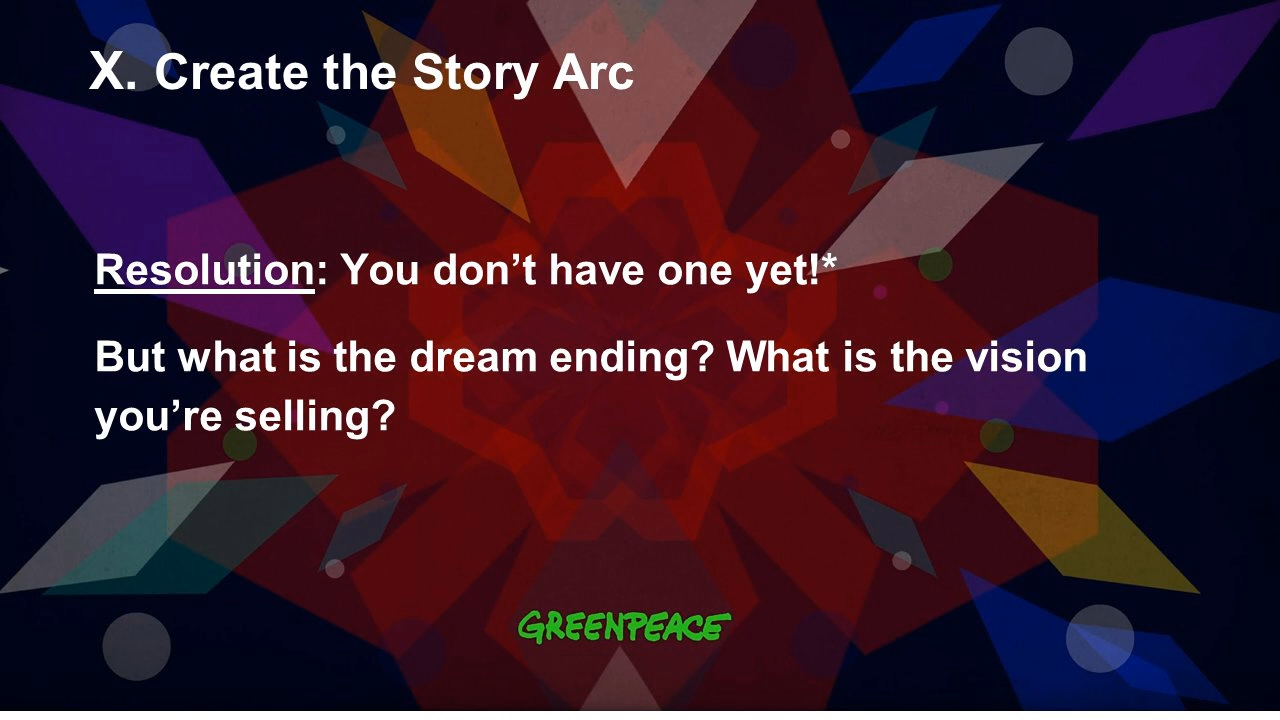 X. Create the Story Arc
Resolution: You don’t have one yet!*
But what is the dream ending? What is the vision
you’re selling?
GREENPEACE